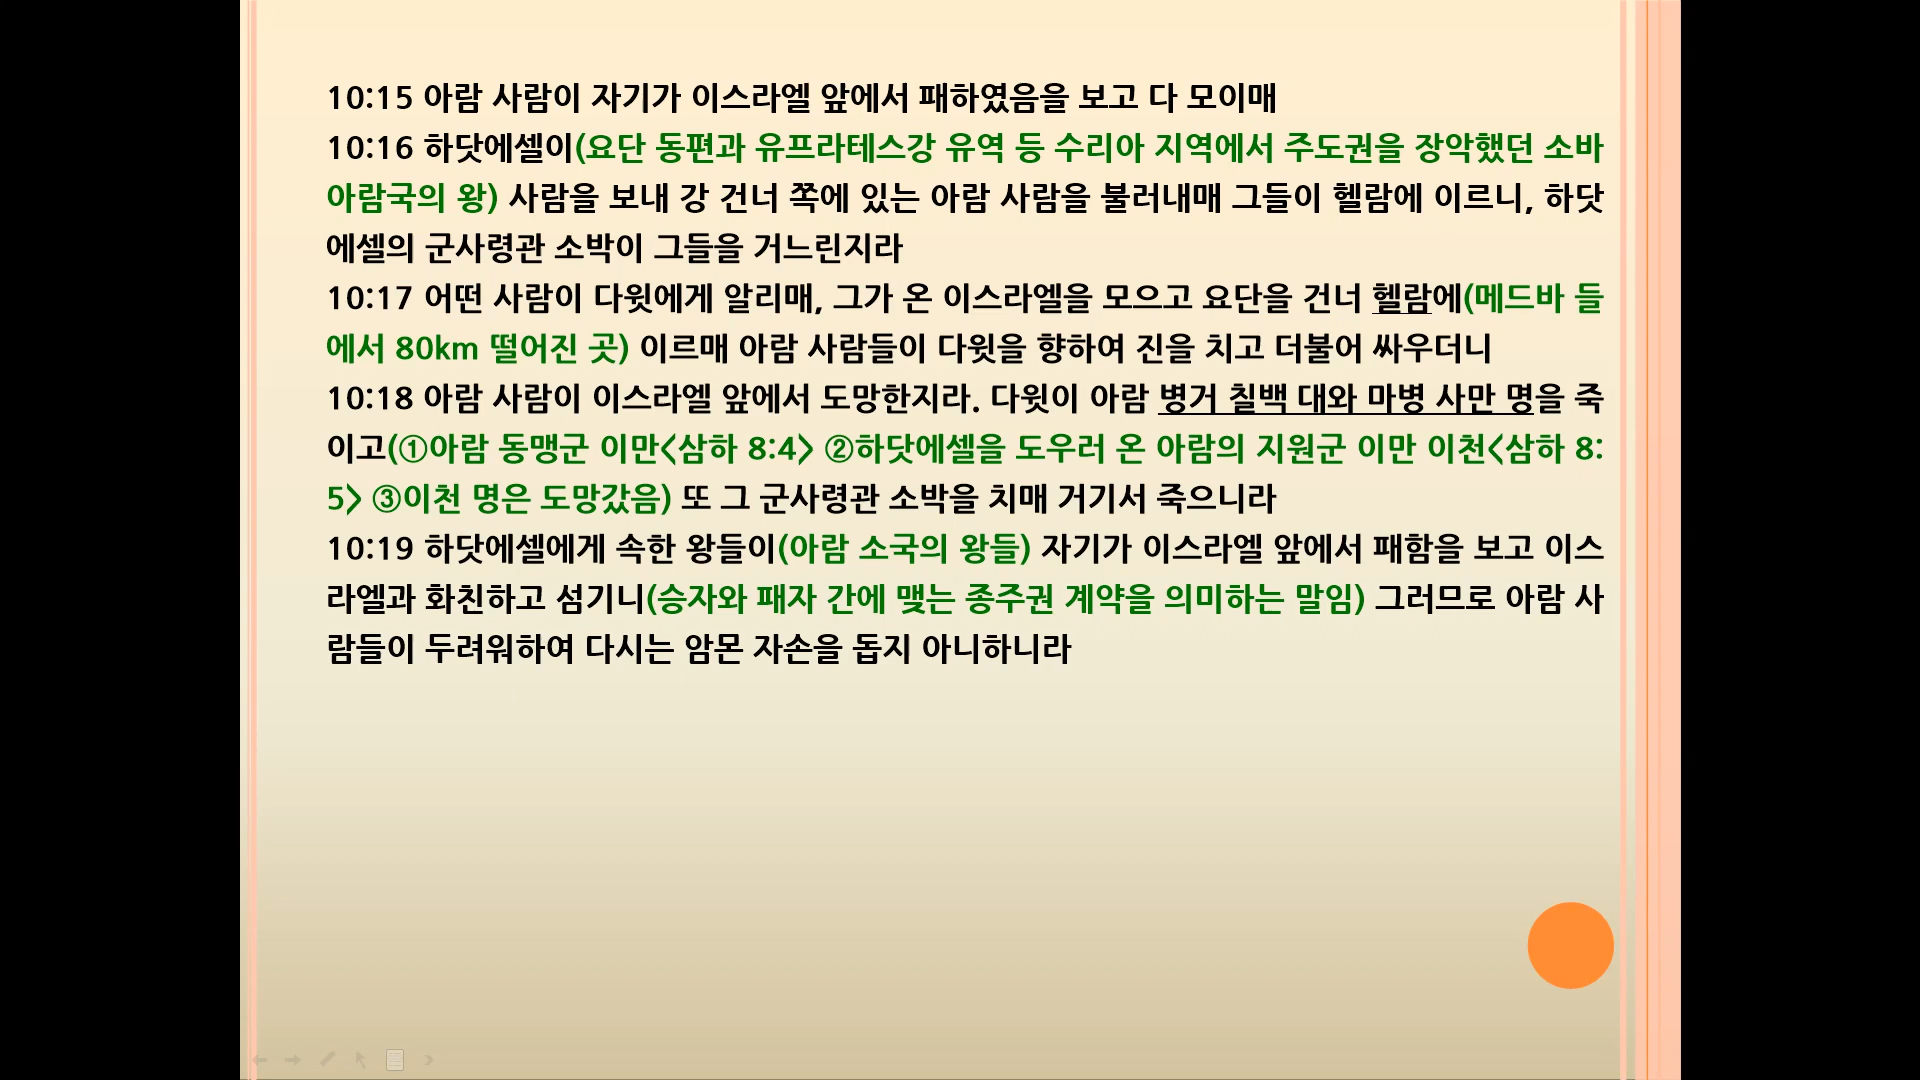 10:15 아람 사람이 자기가 이스라엘 앞에서 패하였음을 보고 다 모이매
10:16 하닷에셀이(요단 동편과 유프라테스강 유역 등 수리아 지역에서 주도권을 장악했던 소바
아람국의 왕) 사람을 보내 강 건너 쪽에 있는 아람 사람을 불러내매 그들이 헬람에 이르니, 하닷
에셀의 군사령관 소박이 그들을 거느린지라
10:17 어떤 사람이 다윗에게 알리매, 그가 온 이스라엘을 모으고 요단을 건너 헬람에(메드바 들
에서 80km 떨어진 곳) 이르매 아람 사람들이 다윗을 향하여 진을 치고 더불어 싸우더니
10:18 아람 사람이 이스라엘 앞에서 도망한지라. 다윗이 아람 병거 칠백 대와 마병 사만 명을 죽
이고(①아람 동맹군 이만<삼하 8:4> ②하닷에셀을 도우러 온 아람의 지원군 이만 이천<삼하 8:
5> ③이천 명은 도망갔음) 또 그 군사령관 소박을 치매 거기서 죽으니라
10:19 하닷에셀에게 속한 왕들이(아람 소국의 왕들) 자기가 이스라엘 앞에서 패함을 보고 이스
라엘과 화친하고 섬기니(승자와 패자 간에 맺는 종주권 계약을 의미하는 말임) 그러므로 아람 사
람들이 두려워하여 다시는 암몬 자손을 돕지 아니하니라